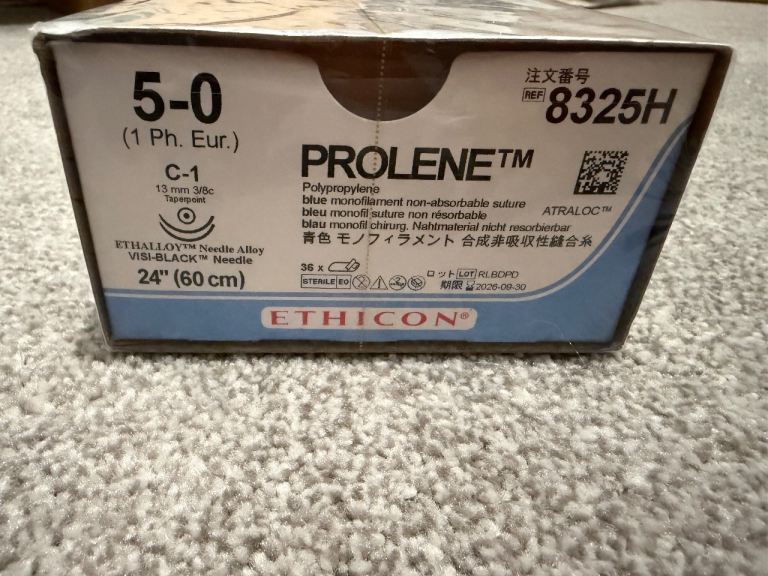 5-0
(1 Ph. Eur.)
C-1
13 mm 3/8c
Taperpoint
ETHALLOY™ Needle Alloy
VISI-BLACK™ Needle
24" (60 cm)
注文番号
REF 8325H
PROLENE™
Polypropylene
blue monofilament non-absorbable suture
bleu monofil suture non résorbable
blau monofil chirurg. Nahtmaterial nicht resorbierbar
青色 モノフィラメント 合成非吸収性縫合糸
ATRALOC™
36 x
STERILE EO
ロット LOT RLBDPD
期限 2026-09-30
ETHICON®